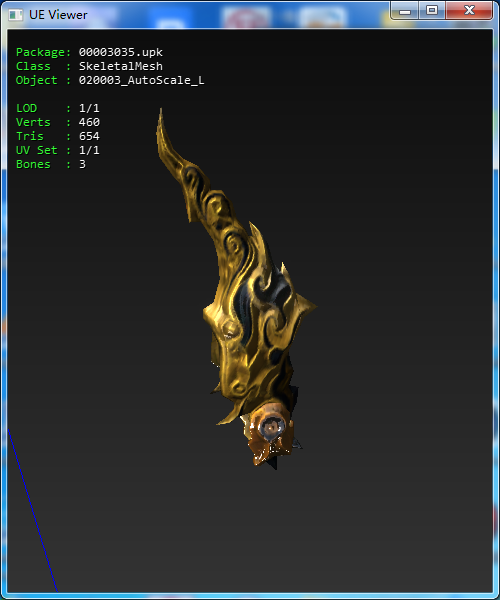 UE Viewer
Package: 00003035.upk
Class : SkeletalMesh
Object : 020003_AutoScale_L
LOD : 1/1
Verts : 460
Tris : 654
UV Set : 1/1
Bones : 3